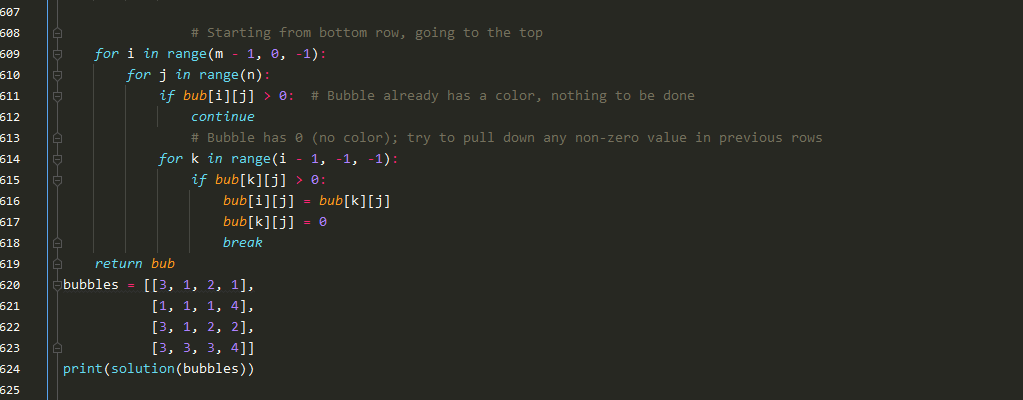 607
608 # Starting from bottom row, going to the top
609 for i in range(m - 1, 0, -1):
610 for j in range(n):
611 if bub[i][j] > 0: # Bubble already has a color, nothing to be done
612 continue
613 # Bubble has 0 (no color); try to pull down any non-zero value in previous rows
614 for k in range(i - 1, -1, -1):
615 if bub[k][j] > 0:
616 bub[i][j] = bub[k][j]
617 bub[k][j] = 0
618 break
619 return bub
620 bubbles = [[3, 1, 2, 1],
621 [1, 1, 1, 4],
622 [3, 1, 2, 2],
623 [3, 3, 3, 4]]
624 print(solution(bubbles))
625